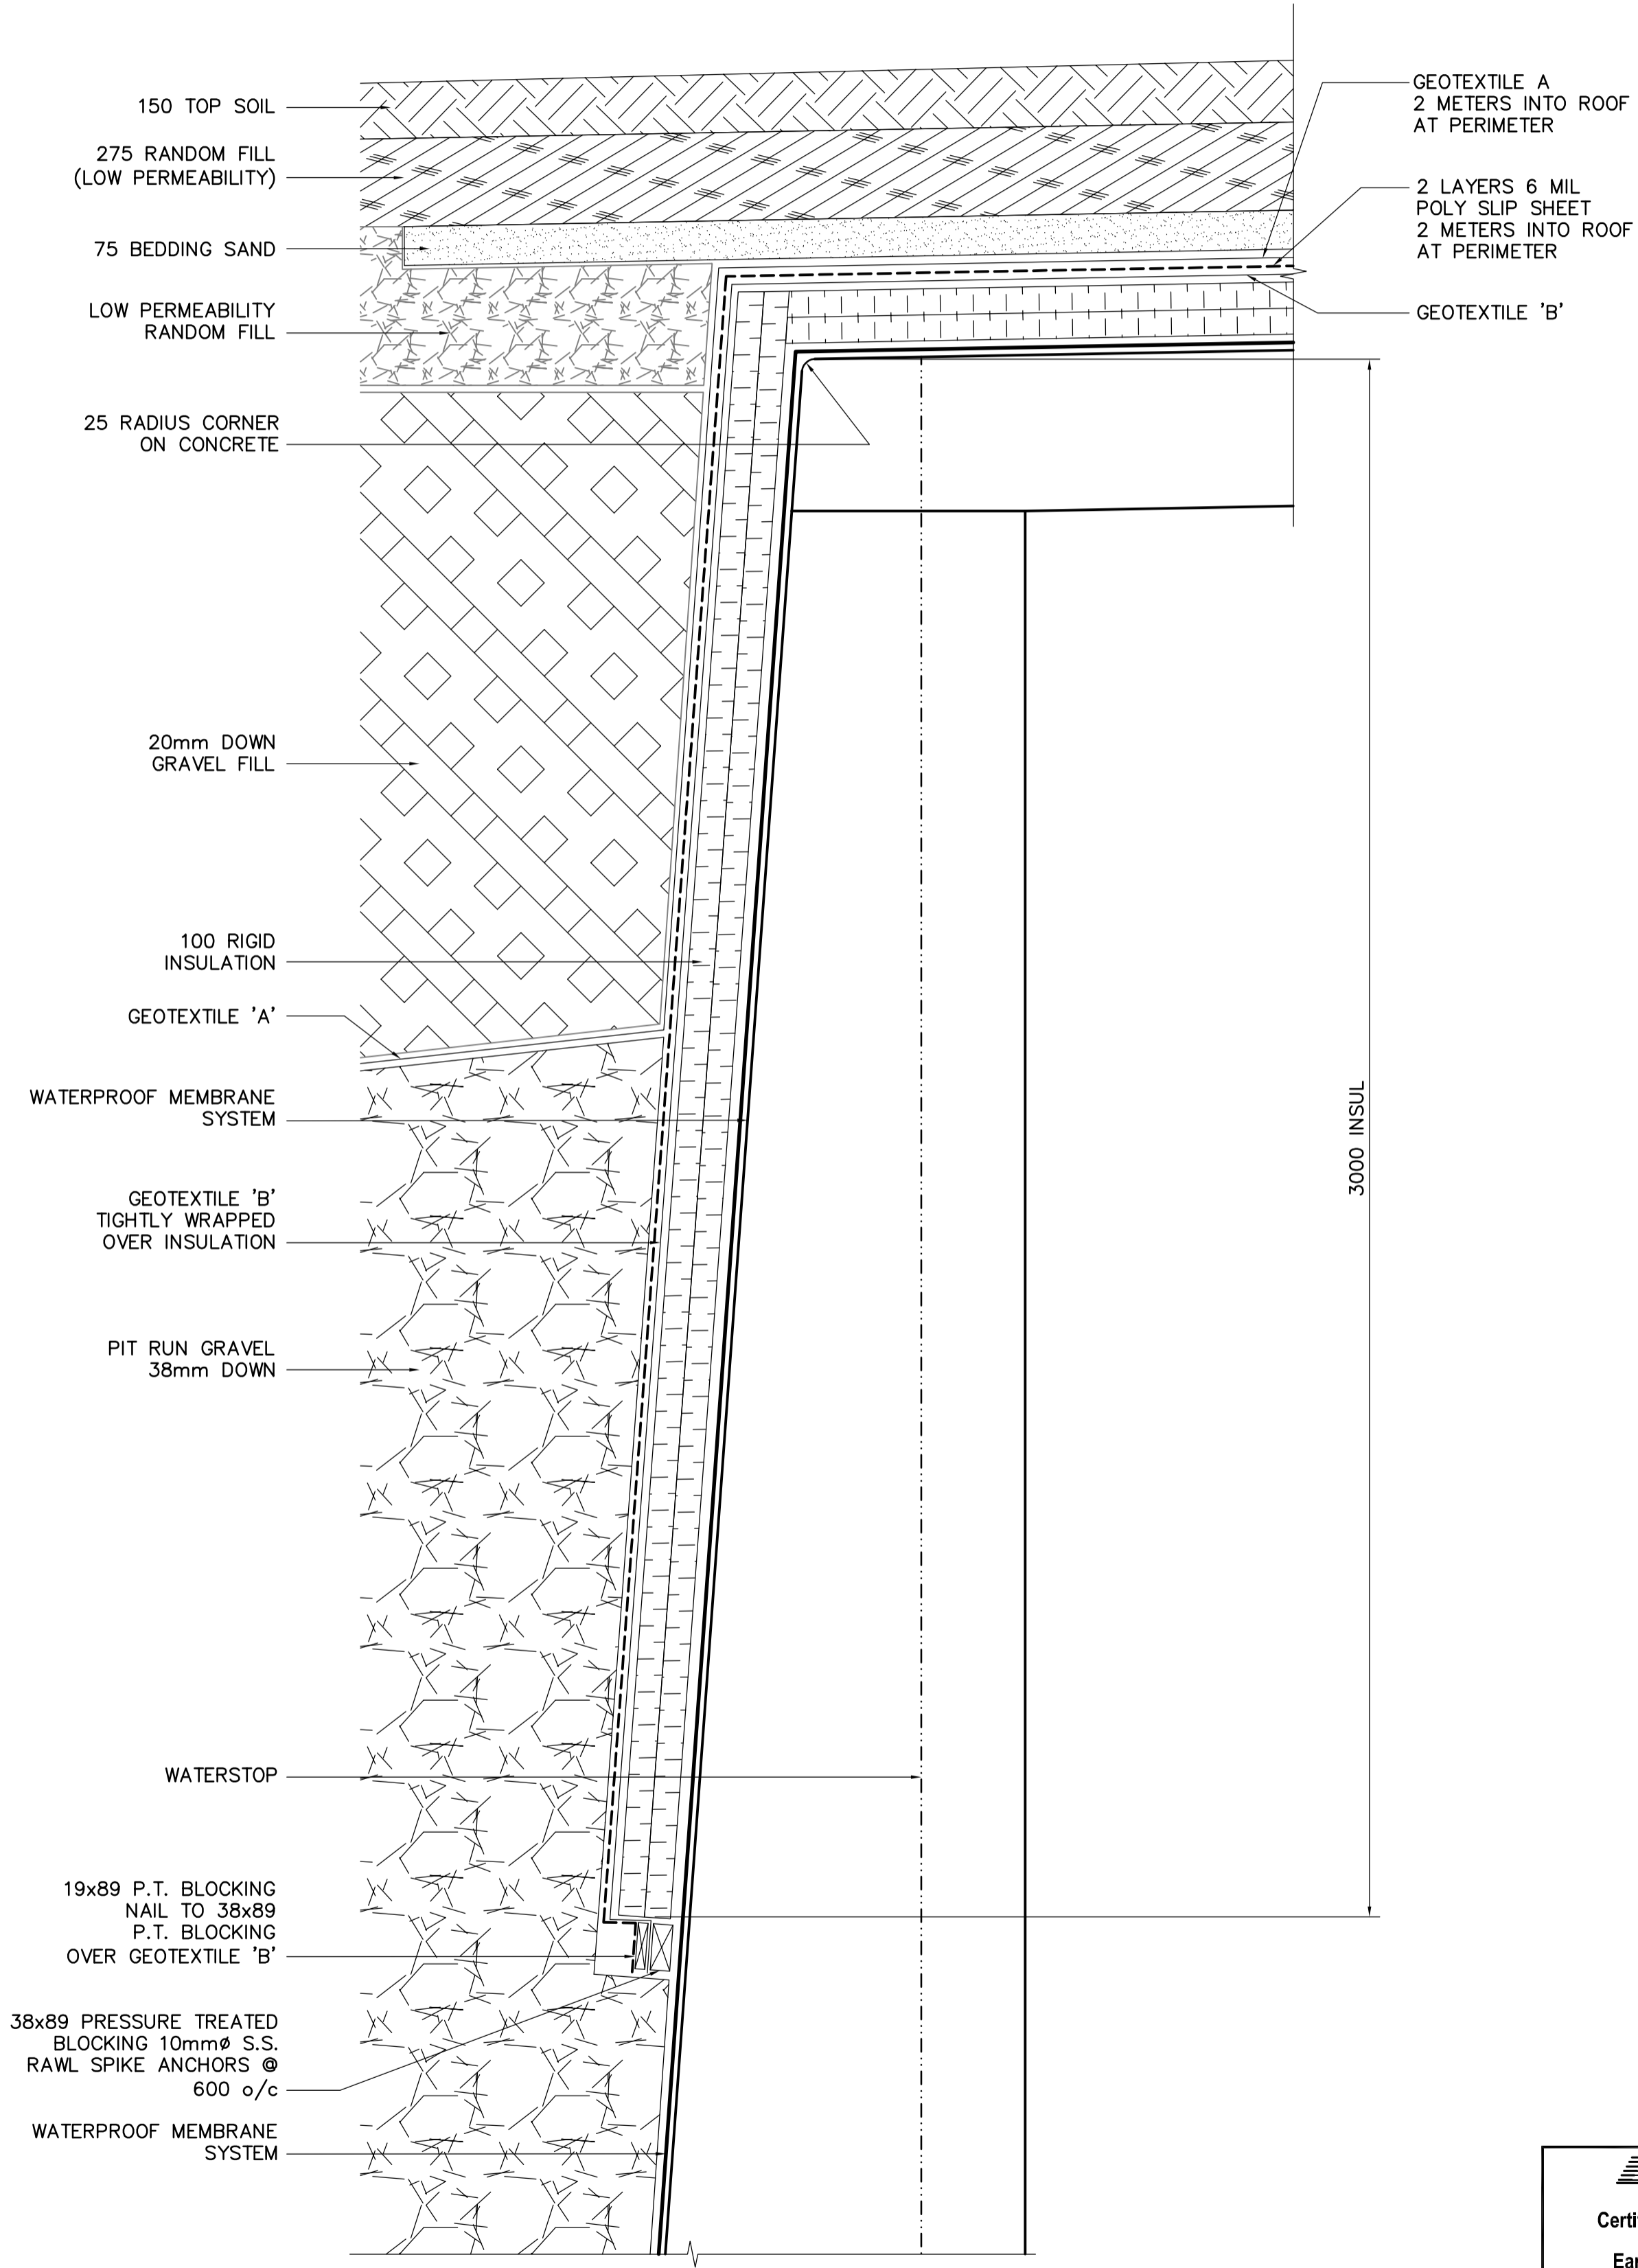 150 TOP SOIL
275 RANDOM FILL
(LOW PERMEABILITY)
75 BEDDING SAND
LOW PERMEABILITY
RANDOM FILL
25 RADIUS CORNER
ON CONCRETE
20mm DOWN
GRAVEL FILL
100 RIGID
INSULATION
GEOTEXTILE 'A'
WATERPROOF MEMBRANE
SYSTEM
GEOTEXTILE 'B'
TIGHTLY WRAPPED
OVER INSULATION
PIT RUN GRAVEL
38mm DOWN
WATERSTOP
19x89 P.T. BLOCKING
NAIL TO 38x89
P.T. BLOCKING
OVER GEOTEXTILE 'B'
38x89 PRESSURE TREATED
BLOCKING 10mmø S.S.
RAWL SPIKE ANCHORS @
600 o/c
WATERPROOF MEMBRANE
SYSTEM
GEOTEXTILE A
2 METERS INTO ROOF
AT PERIMETER
2 LAYERS 6 MIL
POLY SLIP SHEET
2 METERS INTO ROOF
AT PERIMETER
GEOTEXTILE 'B'
3000 INSUL